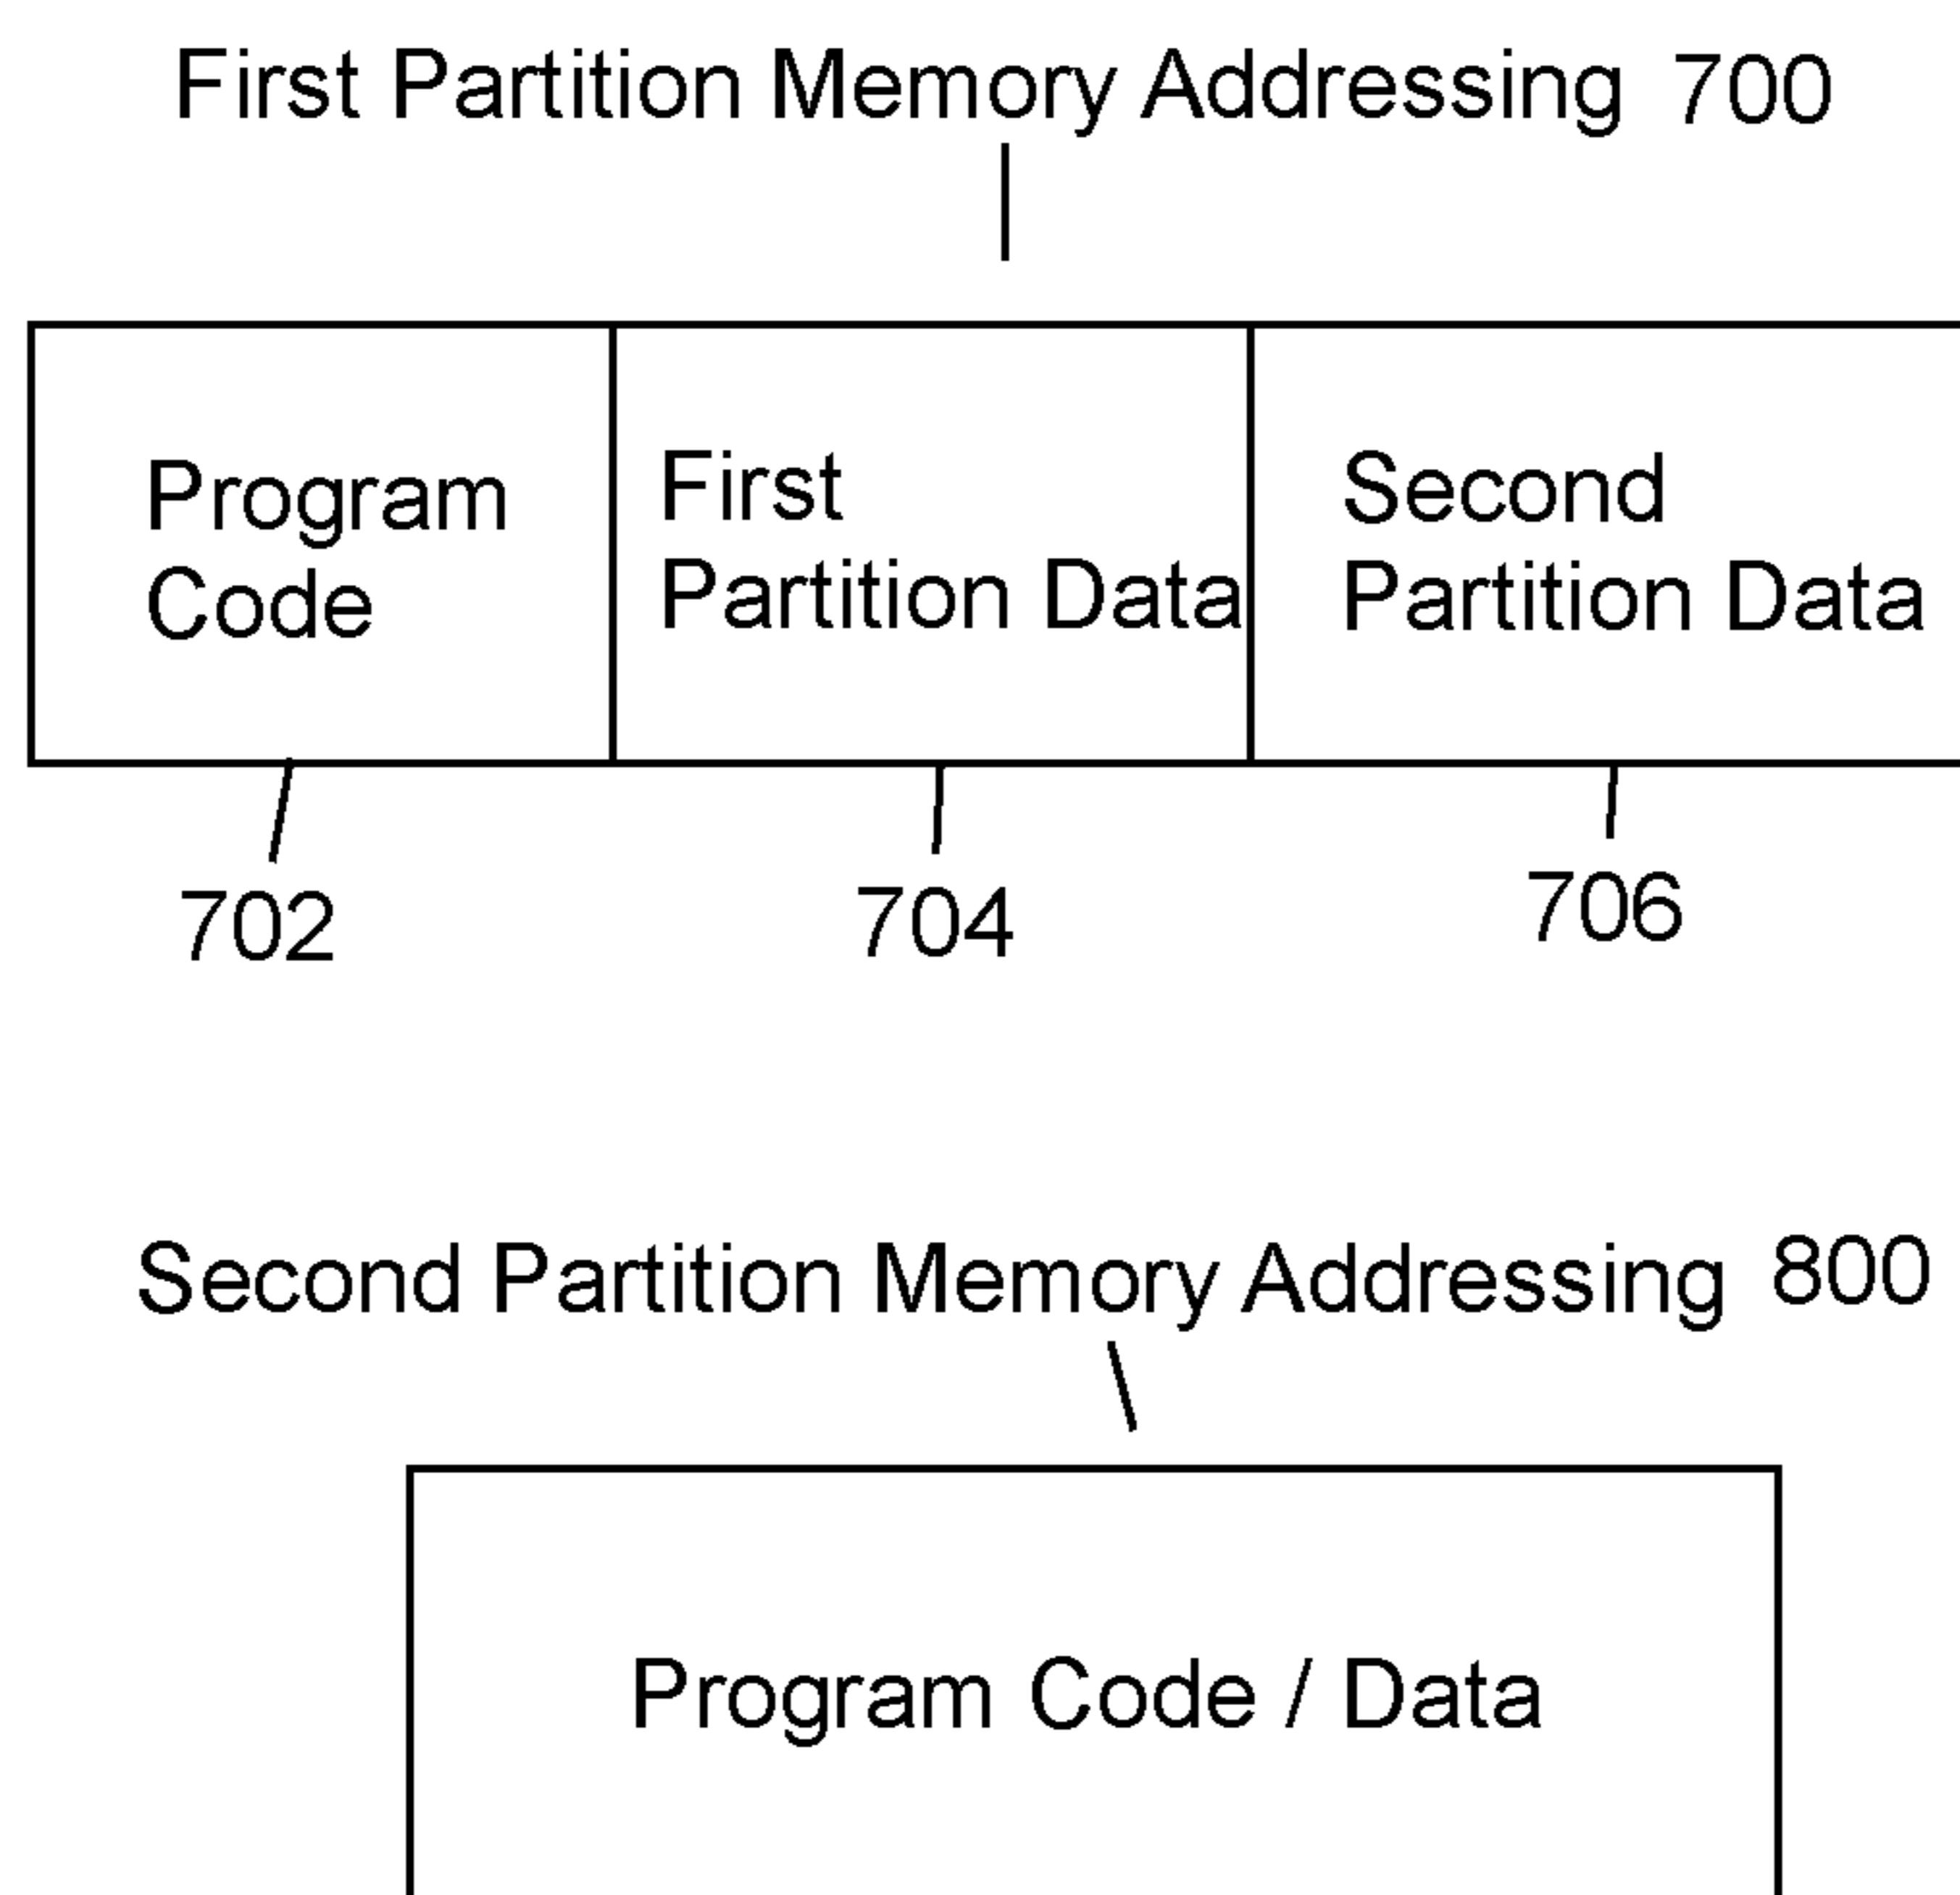 First Partition Memory Addressing 700
Program
Code
First
Partition Data
Second
Partition Data
702
704
706
Second Partition Memory Addressing 800
Program Code / Data